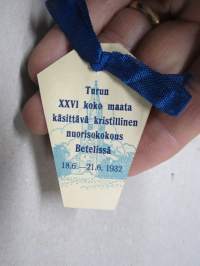 Turun
XXVI koko maata
käsittävä kristillinen
nuorisokokous
Betelissä
18.6.—21.6. 1932